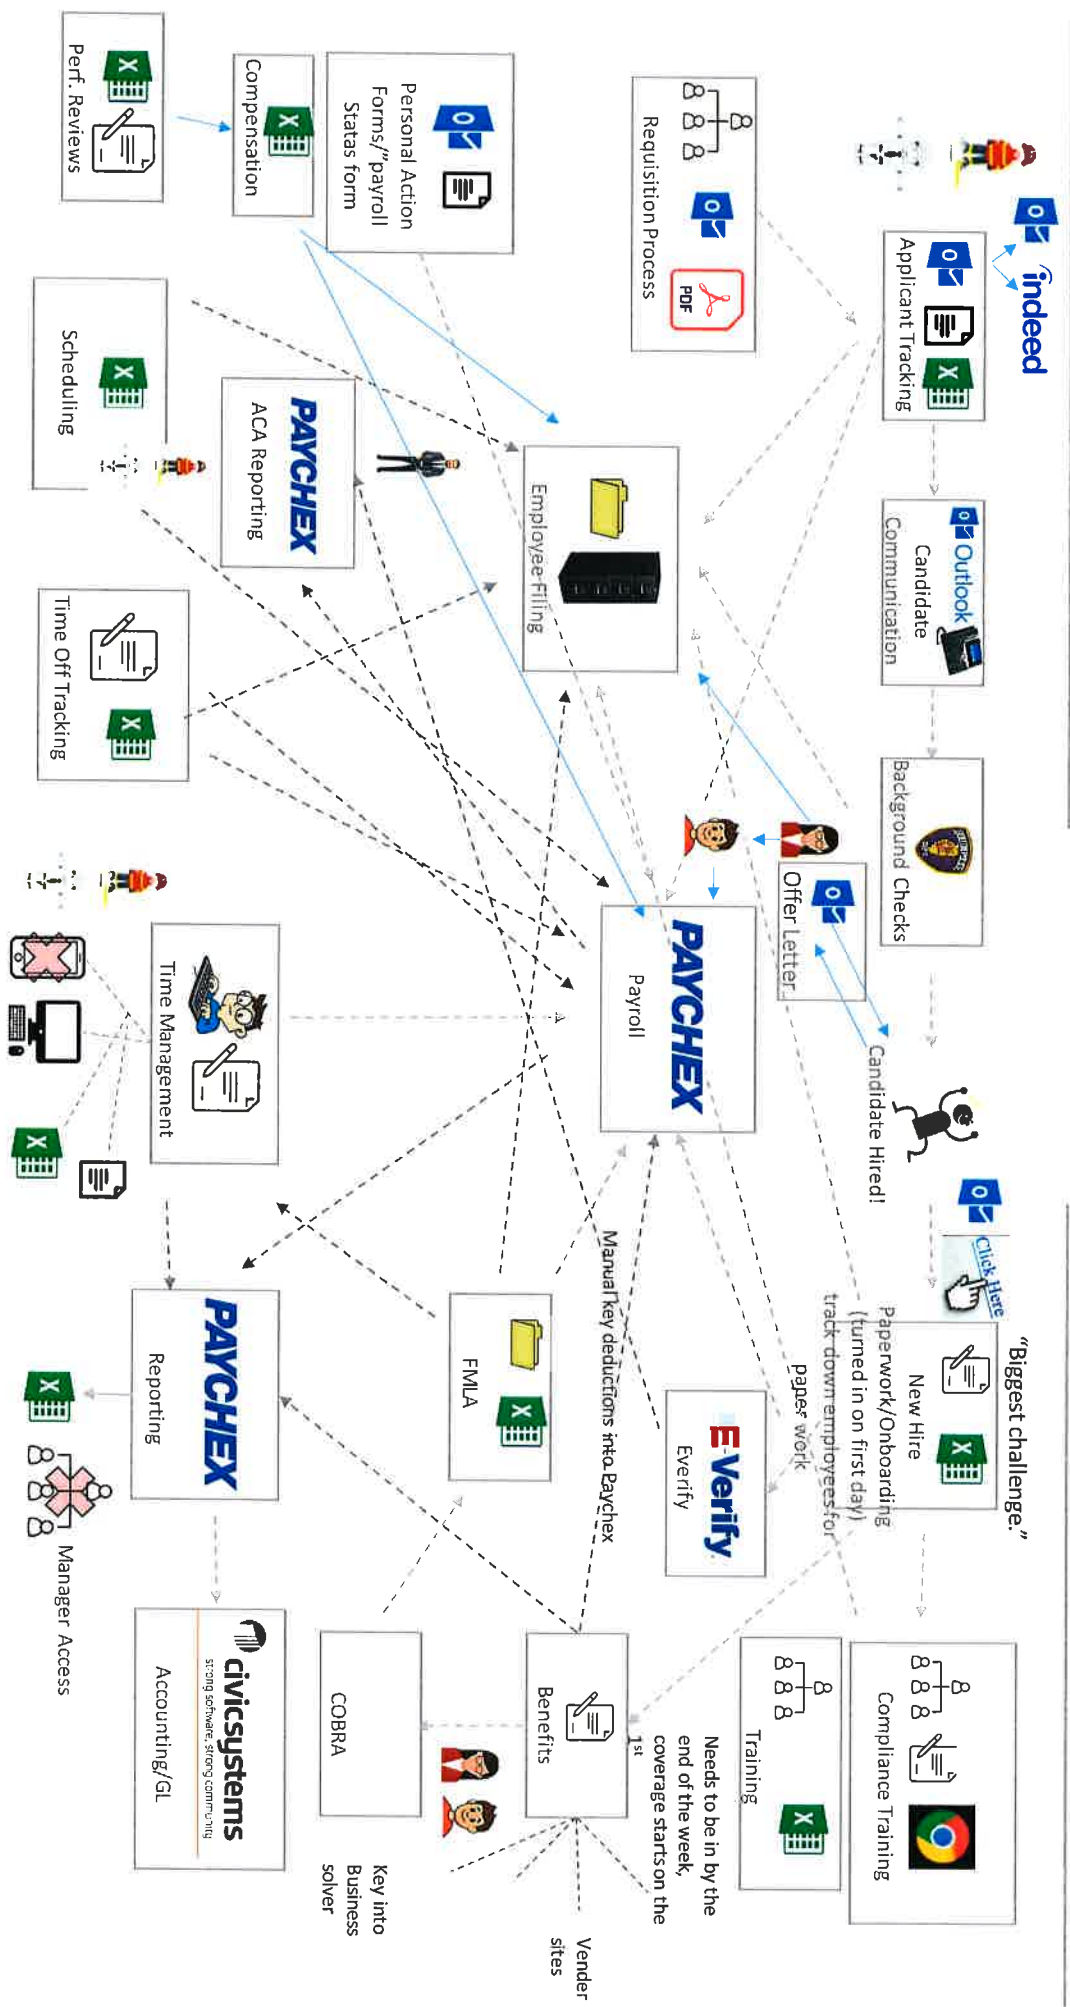 indeed
Applicant Tracking
Outlook
Candidate
Communication
Background Checks
Candidate Hired!
Click Here
"Biggest challenge."
New Hire
Paperwork/Onboarding
(turned in on first day)
track down employees for
paper work
Compliance Training
Training
Requisition Process
PDF
Offer Letter
E-Verify
Everify
Needs to be in by the
end of the week,
coverage starts on the
1st
Personal Action
Forms/"payroll
Statas form
Employee Filing
PAYCHEX
Payroll
Manual key deductions into Paychex
Benefits
Vender
sites
Key into
Business
solver
Compensation
Perf. Reviews
PAYCHEX
ACA Reporting
FMLA
COBRA
Scheduling
Time Off Tracking
Time Management
PAYCHEX
Reporting
Manager Access
civicsystems
strong software, strong community
Accounting/GL